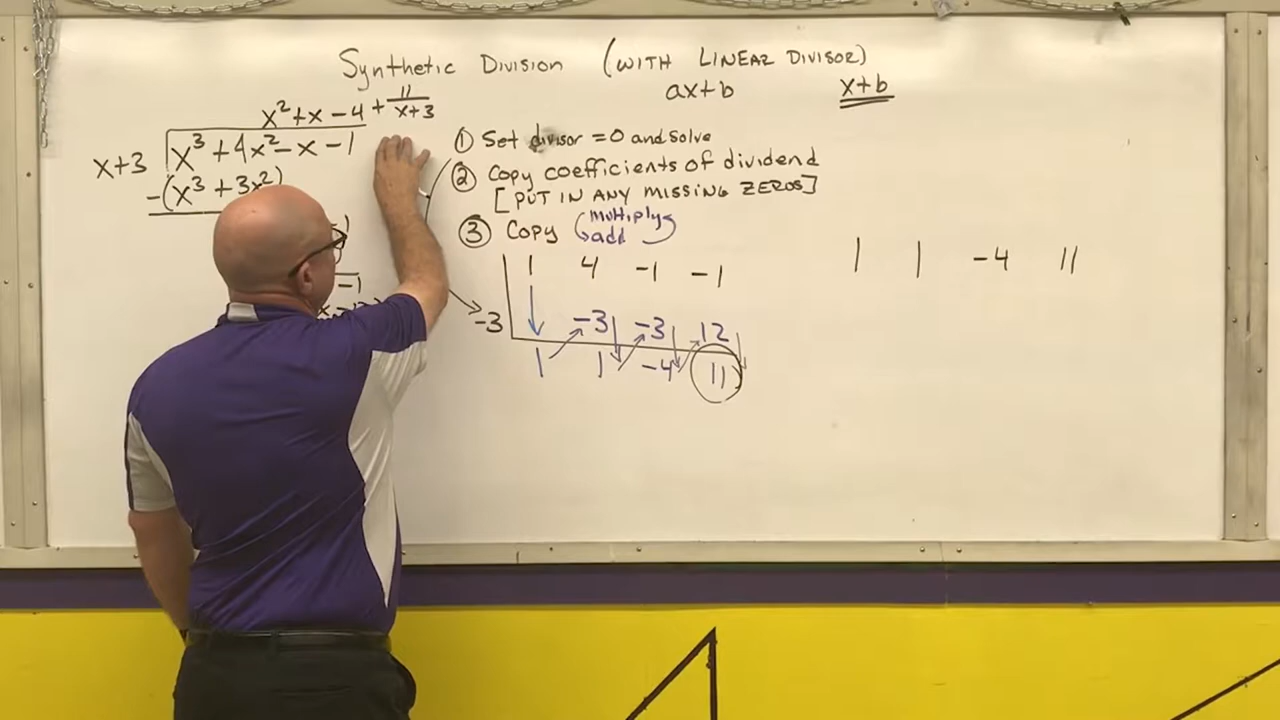 Synthetic Division (WITH LINEAR DIVISOR)
ax+b x+b
x² + x - 4 + 11/(x+3)
x+3 x³ + 4x² - x - 1
-(x³ + 3x²)
-1
① Set divisor = 0 and solve
② Copy coefficients of dividend
[PUT IN ANY MISSING ZEROS]
③ Copy (multiply
add
1 4 -1 -1
-3 -3 -3 12
1 1 -4 11
1 1 -4 11